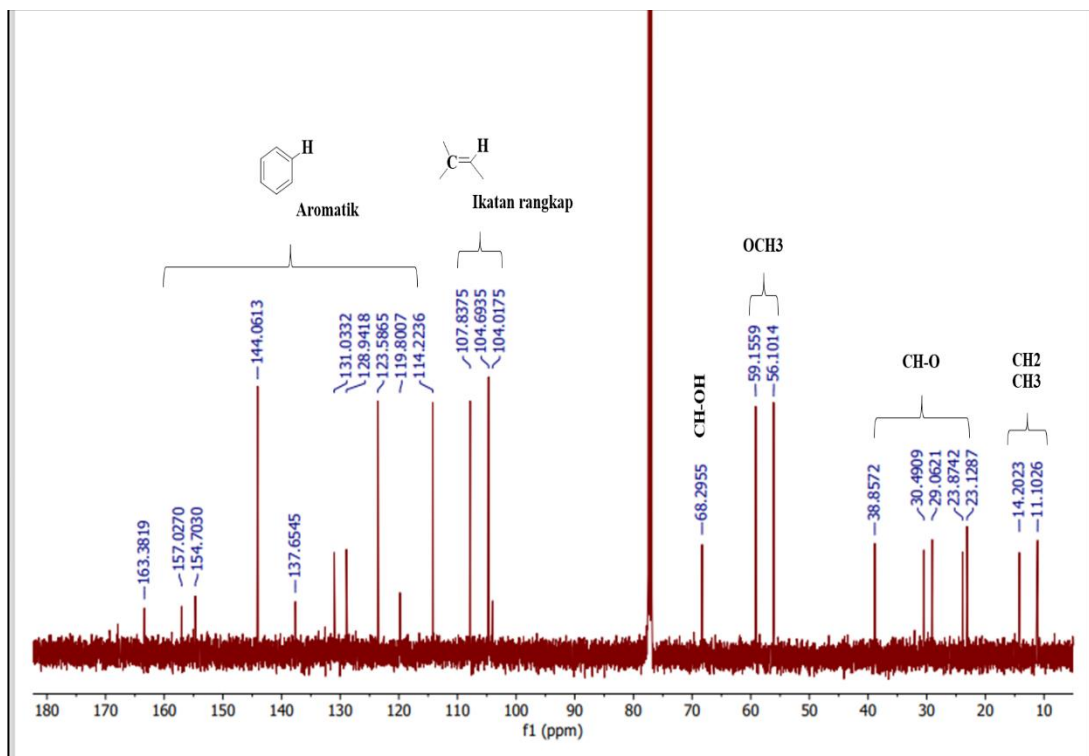 H
Aromatik
C
H
Ikatan rangkap
OCH3
CH-OH
CH-O
CH2
CH3
163.3819
157.0270
154.7030
144.0613
137.6545
131.0332
128.9418
123.5865
119.8007
114.2236
107.8375
104.6935
104.0175
68.2955
59.1559
56.1014
38.8572
30.4909
29.0621
23.8742
23.1287
14.2023
11.1026
180 170 160 150 140 130 120 110 100 90 80 70 60 50 40 30 20 10
f1 (ppm)